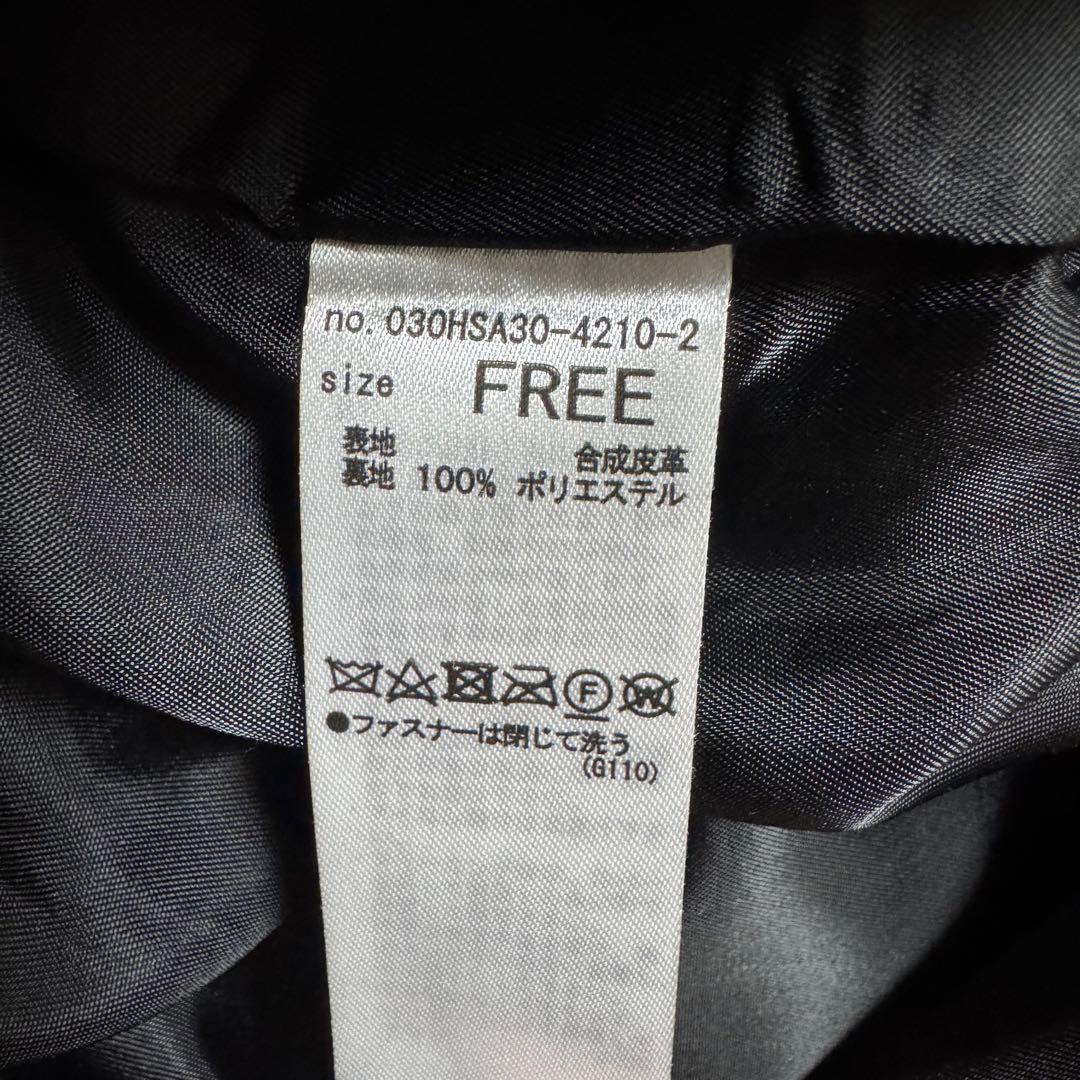 no. 030HSA30-4210-2
size FREE
表地 合成皮革
裏地 100% ポリエステル
F W
●ファスナーは閉じて洗う
(G110)